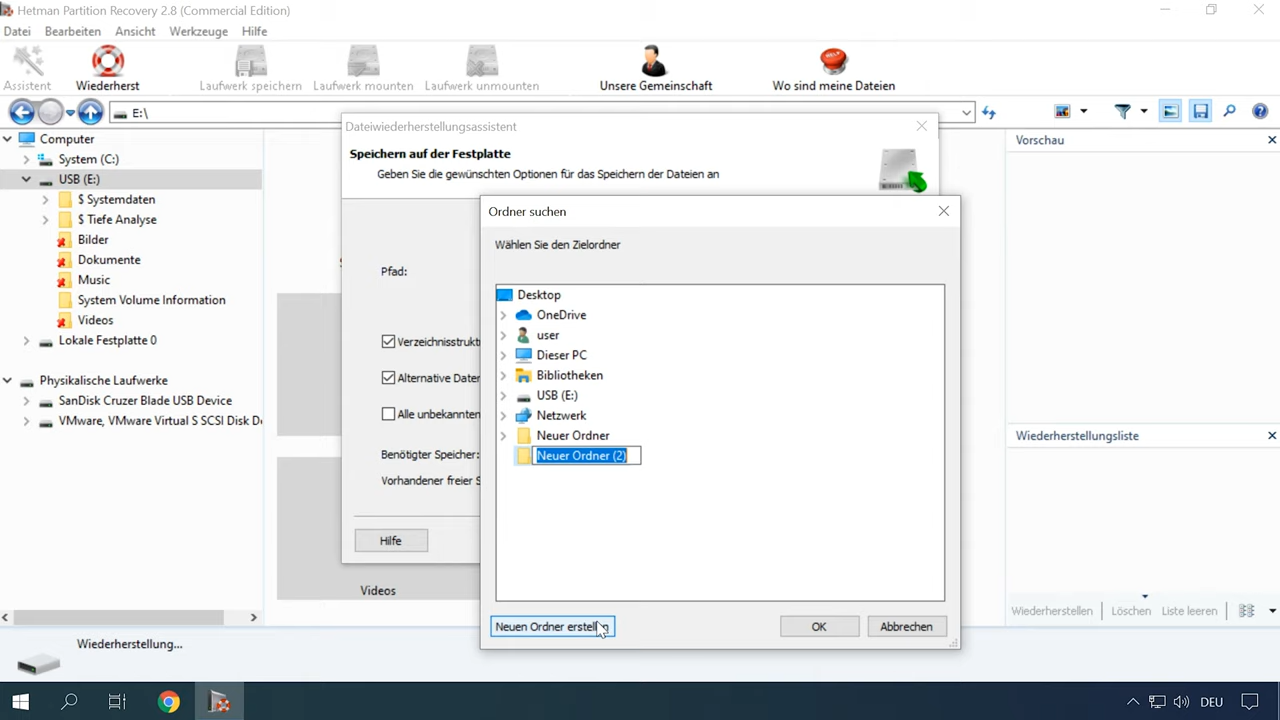 Hetman Partition Recovery 2.8 (Commercial Edition)
Datei Bearbeiten Ansicht Werkzeuge Hilfe
Assistent Wiederherst Laufwerk speichern Laufwerk mounten Laufwerk unmounten Unsere Gemeinschaft Wo sind meine Dateien
E:\
Computer
System (C:)
USB (E:)
$ Systemdaten
$ Tiefe Analyse
Bilder
Dokumente
Music
System Volume Information
Videos
Lokale Festplatte 0
Physikalische Laufwerke
SanDisk Cruzer Blade USB Device
VMware, VMware Virtual S SCSI Disk De
Dateiwiederherstellungsassistent
Speichern auf der Festplatte
Geben Sie die gewünschten Optionen für das Speichern der Dateien an
Pfad:
Verzeichnisstrukt
Alternative Daten
Alle unbekannten
Benötigter Speicher:
Vorhandener freier S
Hilfe
Videos
Ordner suchen
Wählen Sie den Zielordner
Desktop
OneDrive
user
Dieser PC
Bibliotheken
USB (E:)
Netzwerk
Neuer Ordner
Neuer Ordner (2)
Neuen Ordner erstellen
OK
Abbrechen
Vorschau
Wiederherstellungsliste
Wiederherstellen Löschen Liste leeren
Wiederherstellung...
DEU